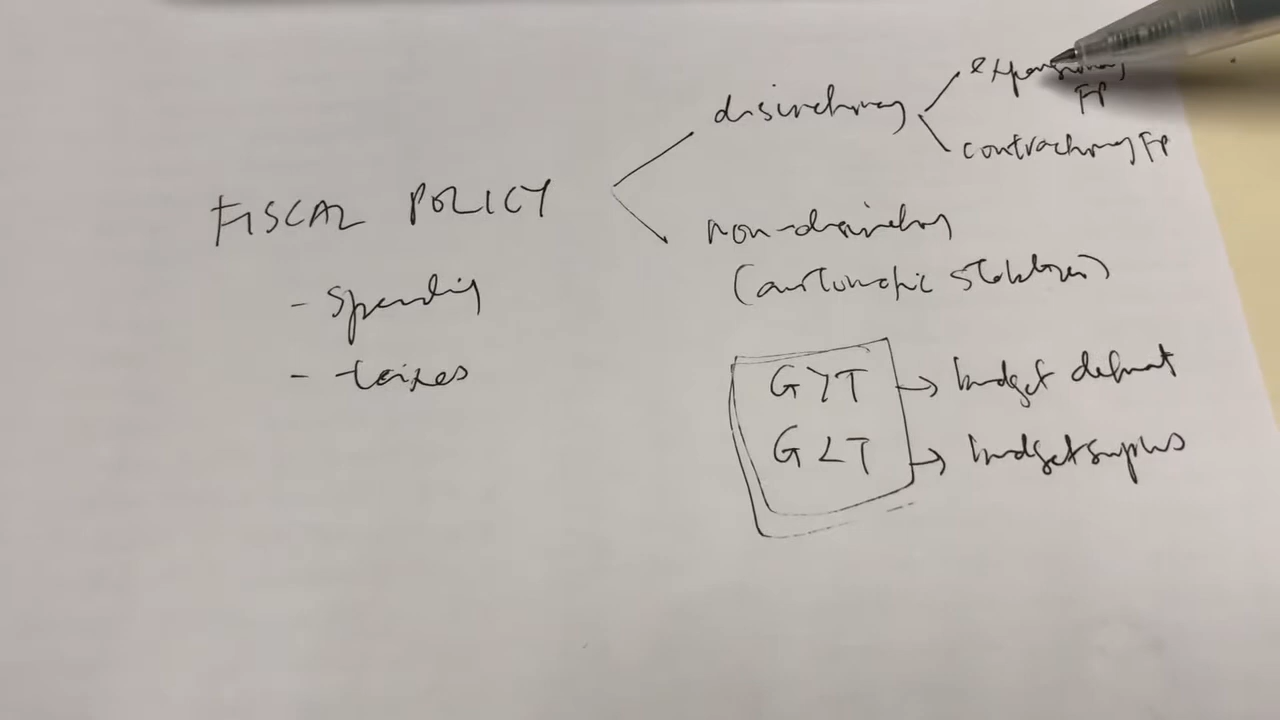 FISCAL POLICY
- spending
- taxes
discretionary
expansionary
FP
contractionary FP
non-discretionary
(automatic stabilizers)
G > T → budget deficit
G < T → budget surplus